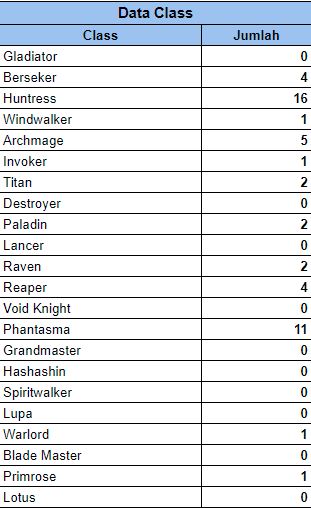 Data Class
Class Jumlah
Gladiator 0
Berseker 4
Huntress 16
Windwalker 1
Archmage 5
Invoker 1
Titan 2
Destroyer 0
Paladin 2
Lancer 0
Raven 2
Reaper 4
Void Knight 0
Phantasma 11
Grandmaster 0
Hashashin 0
Spiritwalker 0
Lupa 0
Warlord 1
Blade Master 0
Primrose 1
Lotus 0